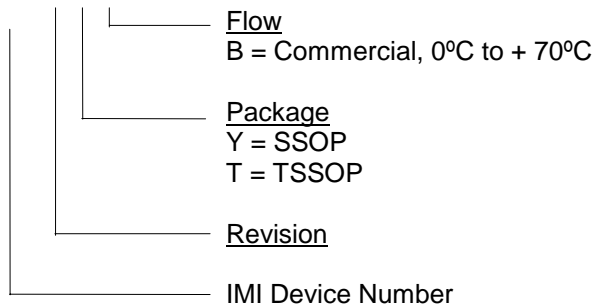 Flow
B = Commercial, 0ºC to + 70ºC
Package
Y = SSOP
T = TSSOP
Revision
IMI Device Number